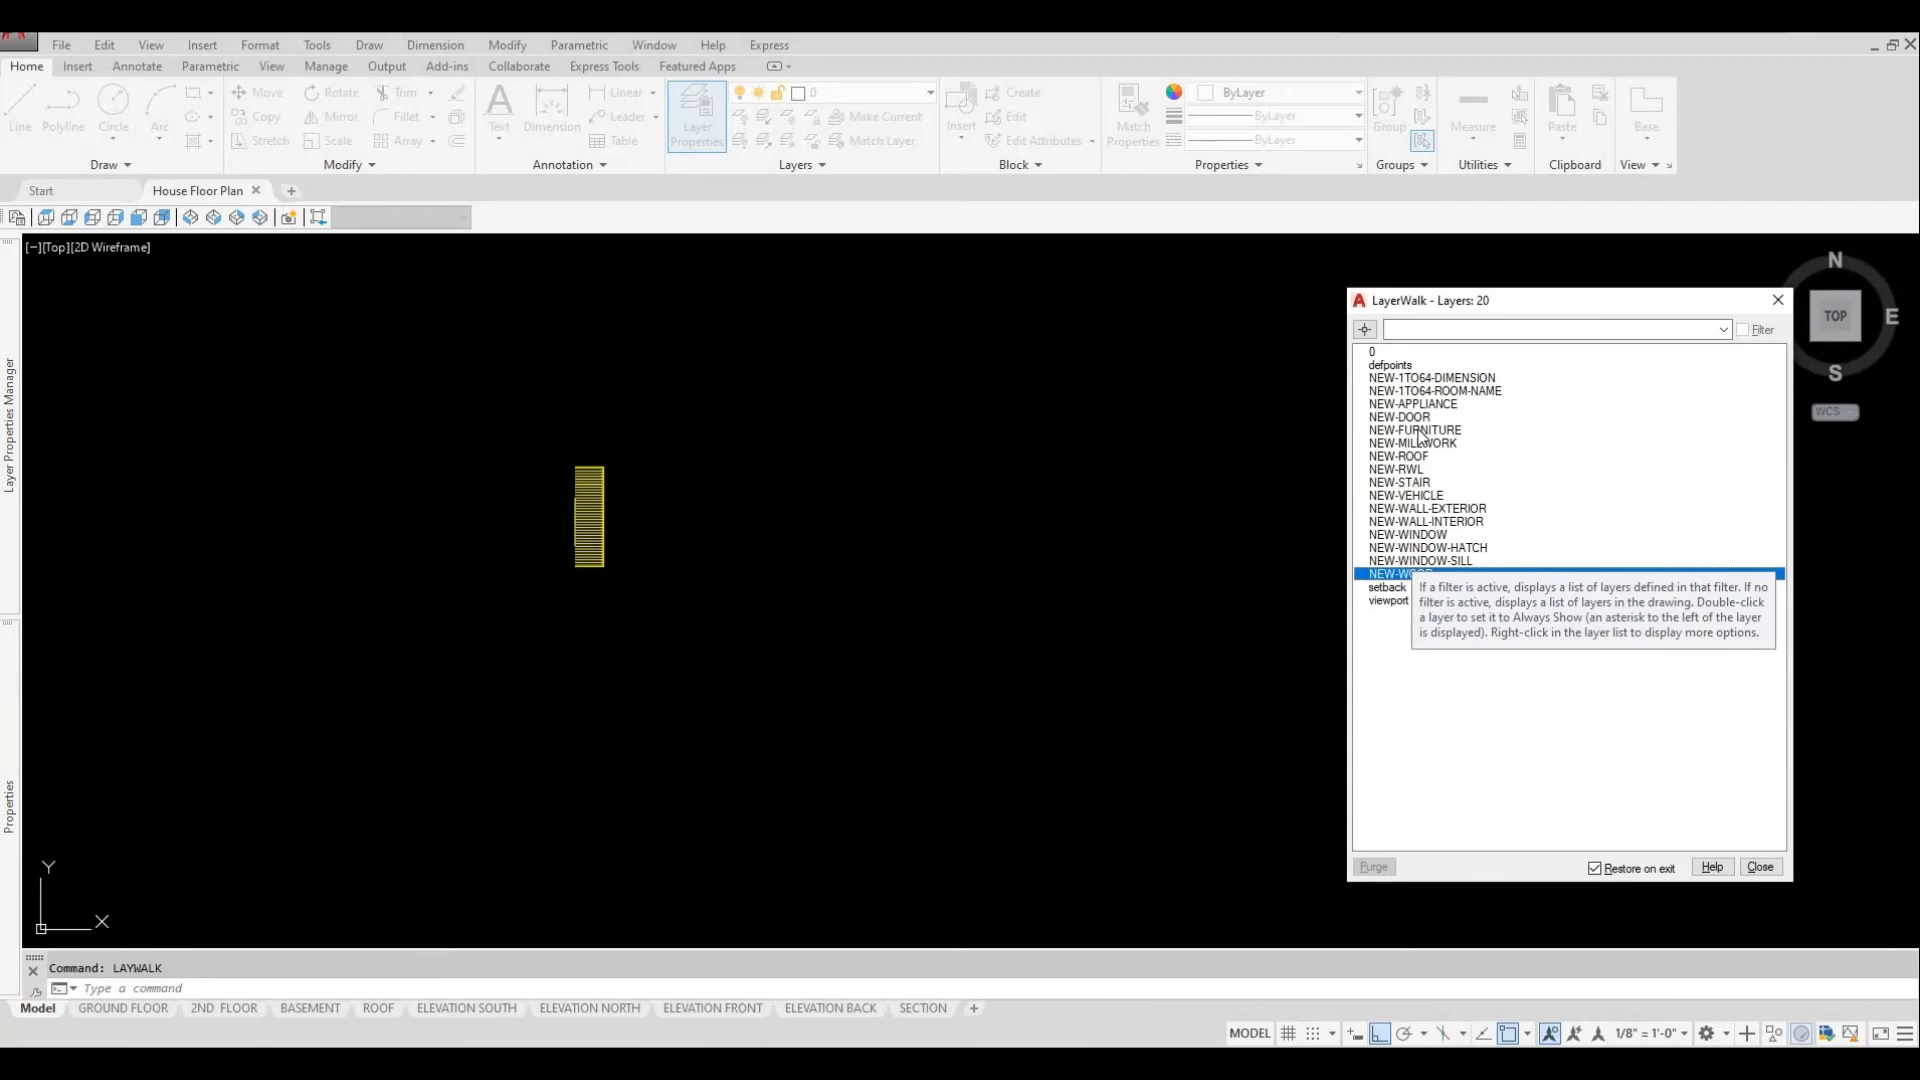 File Edit View Insert Format Tools Draw Dimension Modify Parametric Window Help Express
Home Insert Annotate Parametric View Manage Output Add-ins Collaborate Express Tools Featured Apps
Line Polyline Circle Arc
Move Rotate Trim
Copy Mirror Fillet
Stretch Scale Array
Text Dimension
Linear
Leader
Table
Layer Properties
0
Make Current
Match Layer
Insert
Create
Edit
Edit Attributes
Match Properties
ByLayer
ByLayer
ByLayer
Group
Measure
Paste
Base
Draw Modify Annotation Layers Block Properties Groups Utilities Clipboard View
Start House Floor Plan
[−][Top][2D Wireframe]
Layer Properties Manager
Properties
N
TOP
E
S
WCS
LayerWalk - Layers: 20
Filter
0
defpoints
NEW-1TO64-DIMENSION
NEW-1TO64-ROOM-NAME
NEW-APPLIANCE
NEW-DOOR
NEW-FURNITURE
NEW-MILLWORK
NEW-ROOF
NEW-RWL
NEW-STAIR
NEW-VEHICLE
NEW-WALL-EXTERIOR
NEW-WALL-INTERIOR
NEW-WINDOW
NEW-WINDOW-HATCH
NEW-WINDOW-SILL
NEW-WOOD
setback
viewport
If a filter is active, displays a list of layers defined in that filter. If no
filter is active, displays a list of layers in the drawing. Double-click
a layer to set it to Always Show (an asterisk to the left of the layer
is displayed). Right-click in the layer list to display more options.
Purge Restore on exit Help Close
Y
X
Command: LAYWALK
Type a command
Model GROUND FLOOR 2ND FLOOR BASEMENT ROOF ELEVATION SOUTH ELEVATION NORTH ELEVATION FRONT ELEVATION BACK SECTION
MODEL 1/8" = 1'-0"